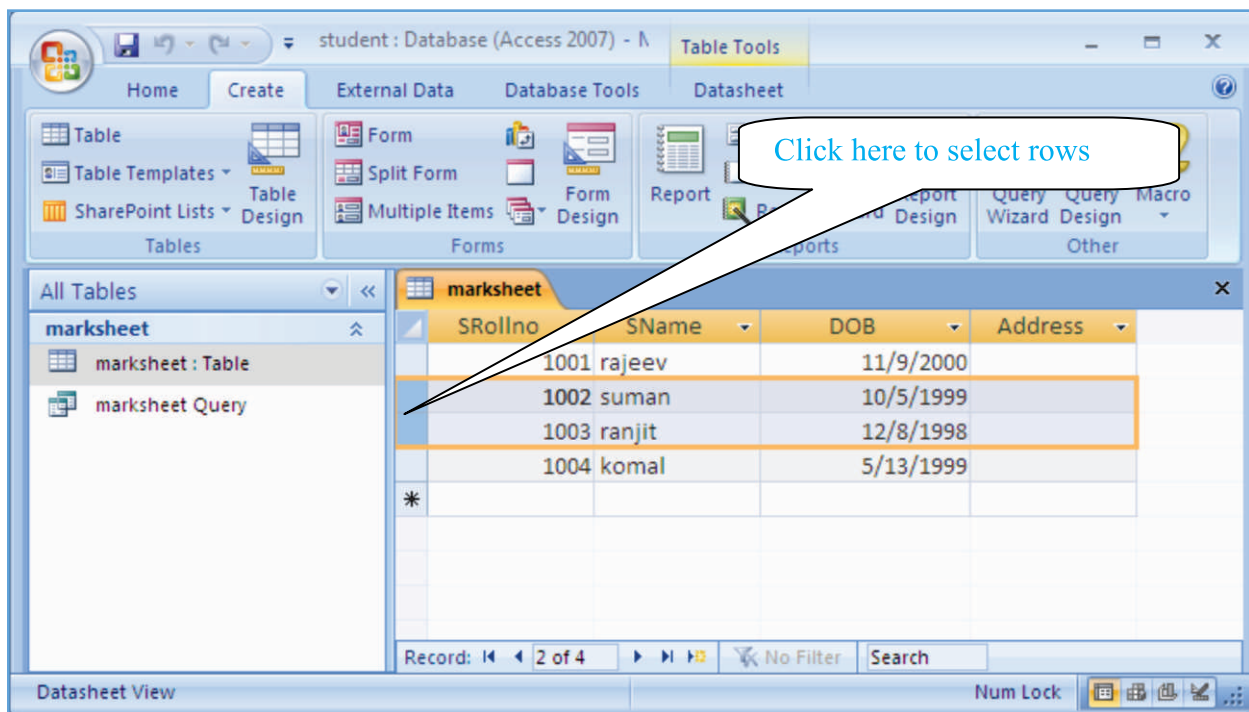 student : Database (Access 2007) - M
Table Tools
Home Create External Data Database Tools Datasheet
Table
Table Templates
SharePoint Lists
Table
Design
Tables
Form
Split Form
Multiple Items
Form
Design
Forms
Report
Report
Design
Reports
Query
Wizard
Query
Design
Macro
Other
Click here to select rows
All Tables
marksheet
marksheet : Table
marksheet Query
marksheet
SRollno SName DOB Address
1001 rajeev 11/9/2000
1002 suman 10/5/1999
1003 ranjit 12/8/1998
1004 komal 5/13/1999
Record: 2 of 4 No Filter Search
Datasheet View Num Lock